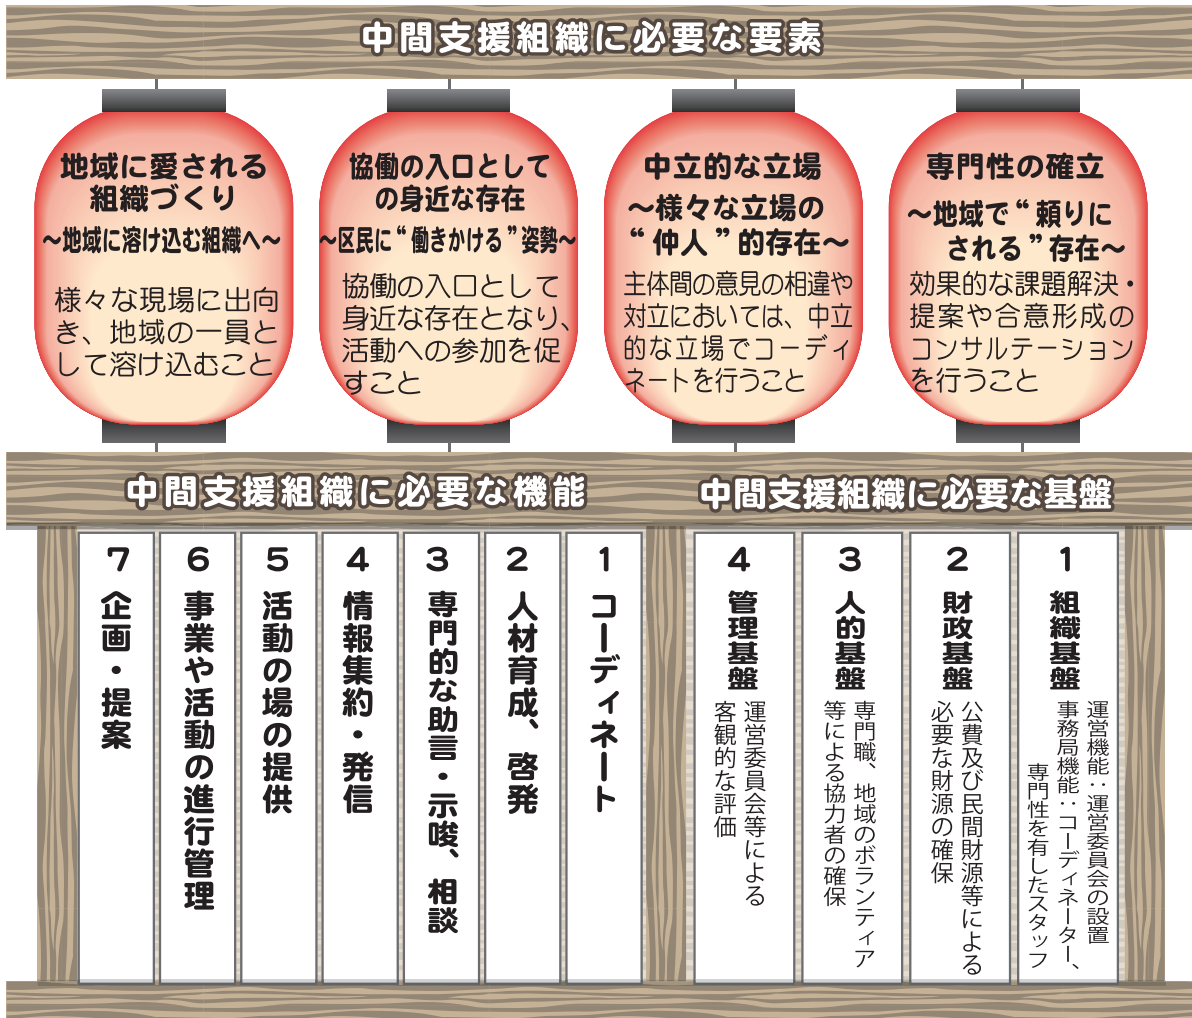 中間支援組織に必要な要素
地域に愛される
組織づくり
～地域に溶け込む組織へ～
様々な現場に出向
き、地域の一員と
して溶け込むこと
協働の入口として
の身近な存在
～区民に“働きかける”姿勢～
協働の入口として
身近な存在となり、
活動への参加を促
すこと
中立的な立場
～様々な立場の
“仲人”的存在～
主体間の意見の相違や
対立においては、中立
的な立場でコーディ
ネートを行うこと
専門性の確立
～地域で“頼りに
される”存在～
効果的な課題解決・
提案や合意形成の
コンサルテーション
を行うこと
中間支援組織に必要な機能
1 コーディネート
2 人材育成、啓発
3 専門的な助言・示唆、相談
4 情報集約・発信
5 活動の場の提供
6 事業や活動の進行管理
7 企画・提案
中間支援組織に必要な基盤
1 組織基盤
運営機能：運営委員会の設置
事務局機能：コーディネーター、
専門性を有したスタッフ
2 財政基盤
公費及び民間財源等による
必要な財源の確保
3 人的基盤
専門職、地域のボランティア
等による協力者の確保
4 管理基盤
運営委員会等による
客観的な評価